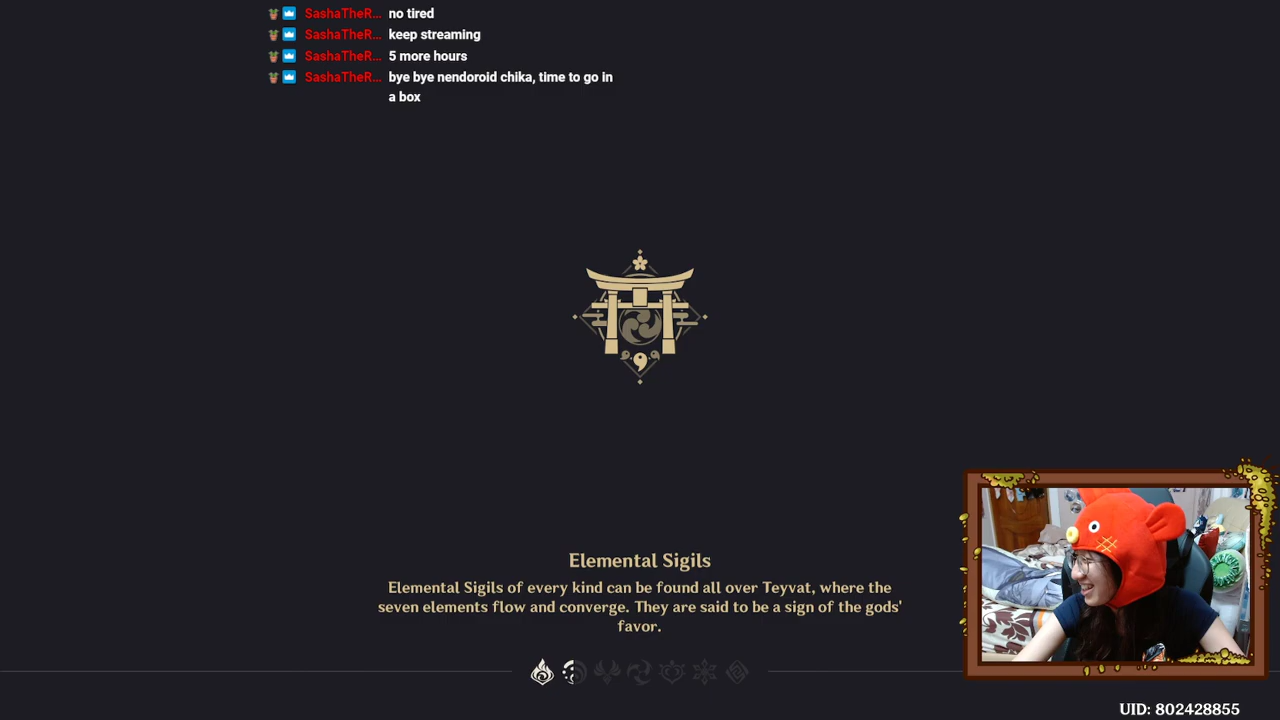 SashaTheR... no tired
SashaTheR... keep streaming
SashaTheR... 5 more hours
SashaTheR... bye bye nendoroid chika, time to go in
a box
Elemental Sigils
Elemental Sigils of every kind can be found all over Teyvat, where the
seven elements flow and converge. They are said to be a sign of the gods'
favor.
UID: 802428855